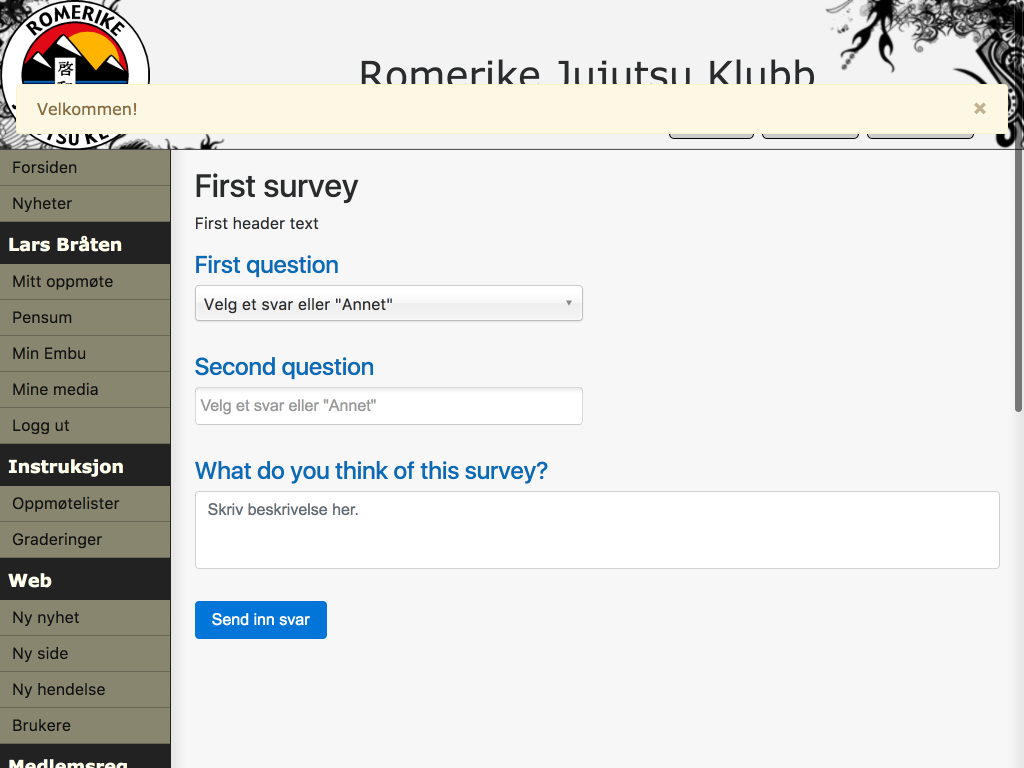 ROMERIKE
啓
Romerike Jujutsu Klubb
Velkommen!
×
Forsiden
Nyheter
Lars Bråten
Mitt oppmøte
Pensum
Min Embu
Mine media
Logg ut
Instruksjon
Oppmøtelister
Graderinger
Web
Ny nyhet
Ny side
Ny hendelse
Brukere
Medlemsreg
First survey
First header text
First question
Velg et svar eller "Annet"
Second question
Velg et svar eller "Annet"
What do you think of this survey?
Skriv beskrivelse her.
Send inn svar